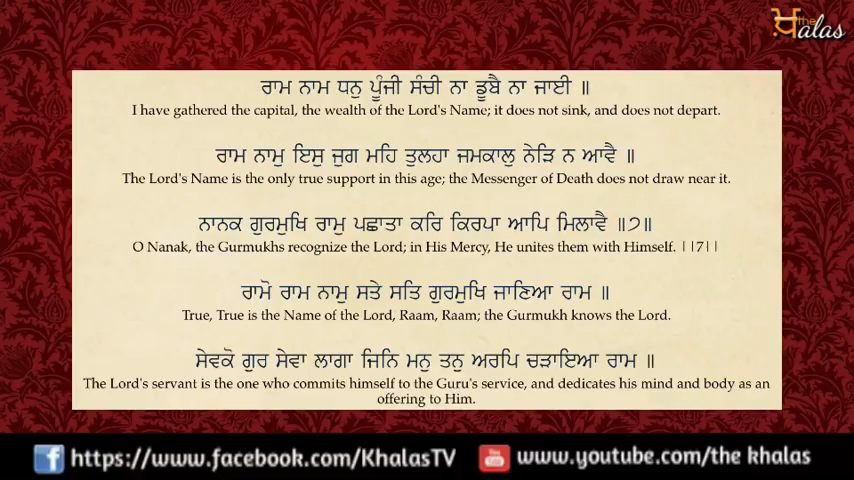 ਖ਼the
alas
ਰਾਮ ਨਾਮ ਧਨੁ ਪੂੰਜੀ ਸੰਚੀ ਨਾ ਡੂਬੈ ਨਾ ਜਾਈ ॥
I have gathered the capital, the wealth of the Lord's Name; it does not sink, and does not depart.
ਰਾਮ ਨਾਮੁ ਇਸੁ ਜੁਗ ਮਹਿ ਤੁਲਹਾ ਜਮਕਾਲੁ ਨੇੜਿ ਨ ਆਵੈ ॥
The Lord's Name is the only true support in this age; the Messenger of Death does not draw near it.
ਨਾਨਕ ਗੁਰਮੁਖਿ ਰਾਮੁ ਪਛਾਤਾ ਕਰਿ ਕਿਰਪਾ ਆਪਿ ਮਿਲਾਵੈ ॥੭॥
O Nanak, the Gurmukhs recognize the Lord; in His Mercy, He unites them with Himself. ||7||
ਰਾਮੋ ਰਾਮ ਨਾਮੁ ਸਤੇ ਸਤਿ ਗੁਰਮੁਖਿ ਜਾਣਿਆ ਰਾਮ ॥
True, True is the Name of the Lord, Raam, Raam; the Gurmukh knows the Lord.
ਸੇਵਕੋ ਗੁਰ ਸੇਵਾ ਲਾਗਾ ਜਿਨਿ ਮਨੁ ਤਨੁ ਅਰਪਿ ਚੜਾਇਆ ਰਾਮ ॥
The Lord's servant is the one who commits himself to the Guru's service, and dedicates his mind and body as an
offering to Him.
https://www.facebook.com/KhalasTV www.youtube.com/the khalas